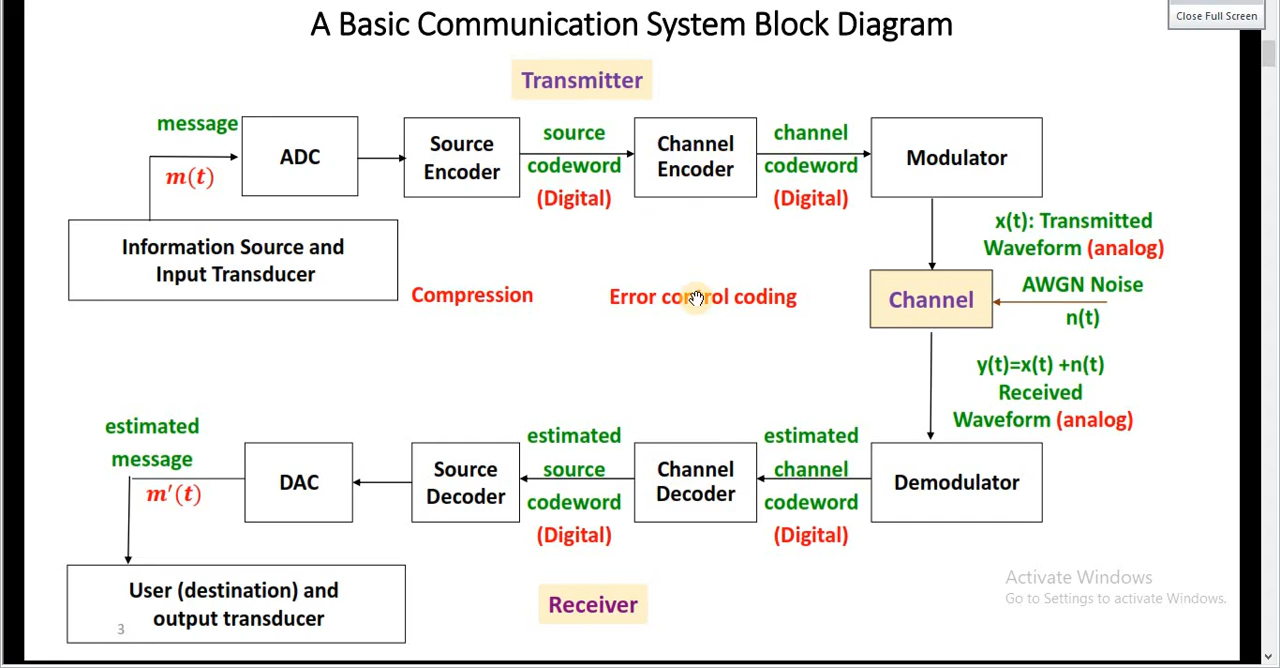 A Basic Communication System Block Diagram
Close Full Screen
Transmitter
message
m(t)
ADC
Source
Encoder
source
codeword
(Digital)
Channel
Encoder
channel
codeword
(Digital)
Modulator
Information Source and
Input Transducer
x(t): Transmitted
Waveform (analog)
Compression
Error control coding
Channel
AWGN Noise
n(t)
y(t)=x(t) +n(t)
Received
Waveform (analog)
estimated
message
m′(t)
DAC
Source
Decoder
estimated
source
codeword
(Digital)
Channel
Decoder
estimated
channel
codeword
(Digital)
Demodulator
User (destination) and
output transducer
3
Receiver
Activate Windows
Go to Settings to activate Windows.